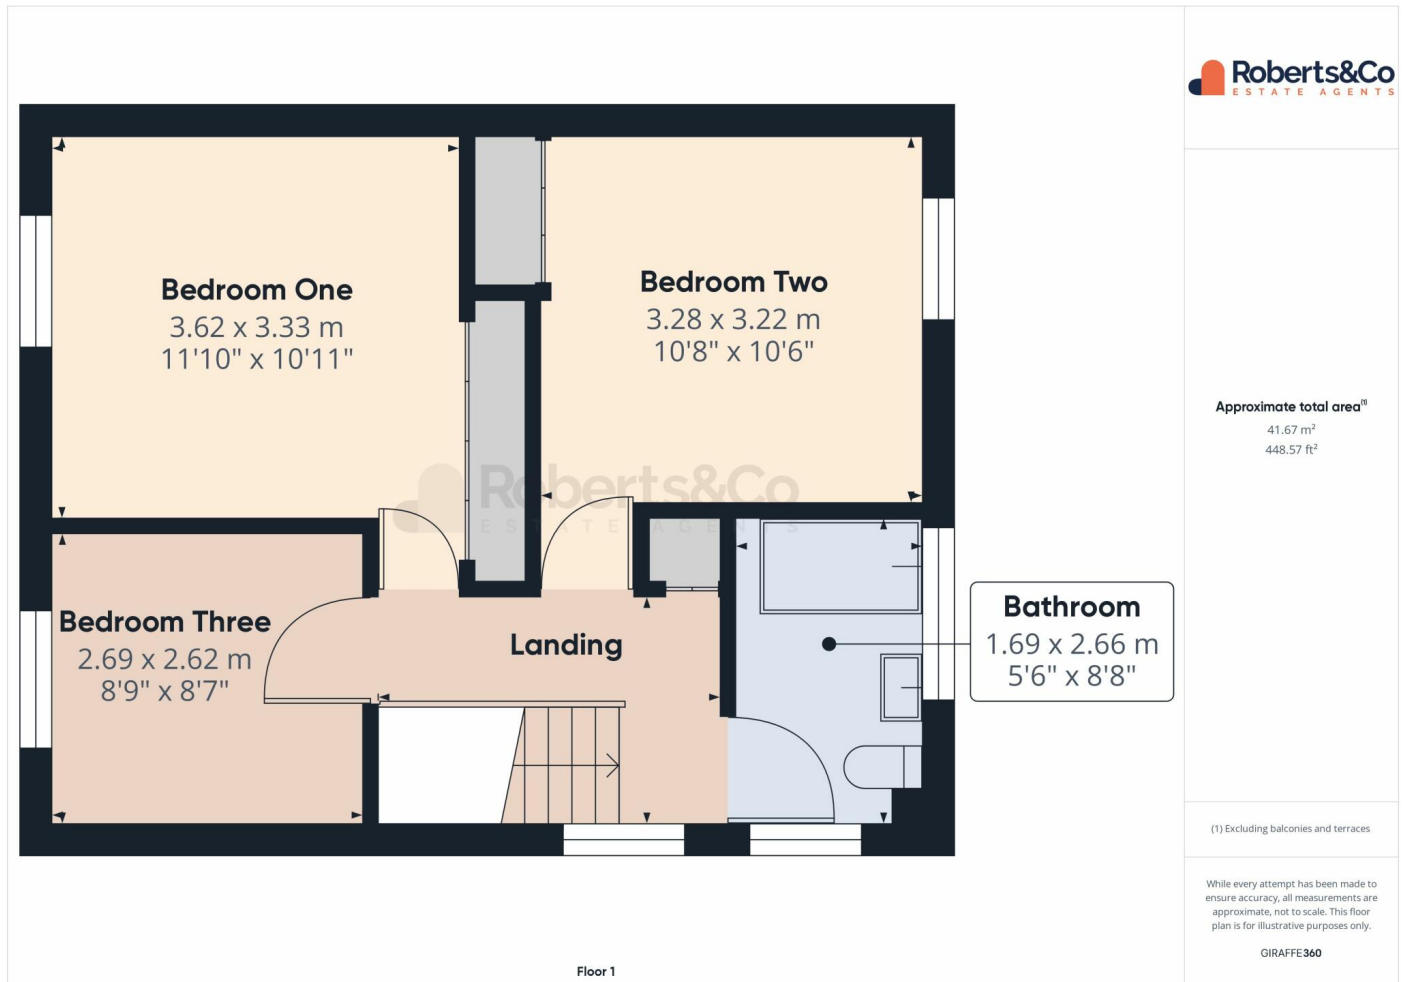 Roberts&Co
ESTATE AGENTS
Bedroom One
3.62 x 3.33 m
11'10" x 10'11"
Bedroom Two
3.28 x 3.22 m
10'8" x 10'6"
Roberts&Co
ESTATE AGENTS
Bedroom Three
2.69 x 2.62 m
8'9" x 8'7"
Landing
Bathroom
1.69 x 2.66 m
5'6" x 8'8"
Floor 1
Approximate total area(1)
41.67 m²
448.57 ft²
(1) Excluding balconies and terraces
While every attempt has been made to
ensure accuracy, all measurements are
approximate, not to scale. This floor
plan is for illustrative purposes only.
GIRAFFE360